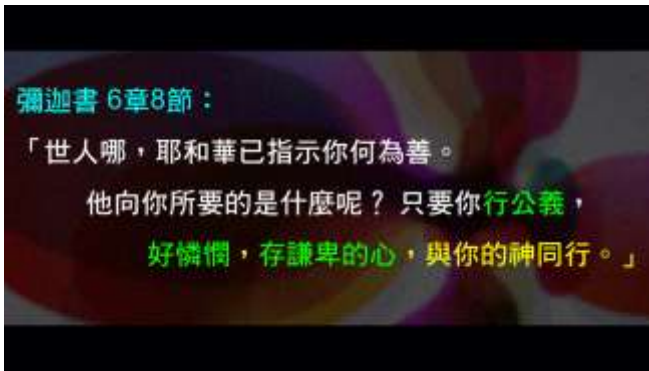 彌迦書 6章8節：
「世人哪，耶和華已指示你何為善。
他向你所要的是什麼呢？ 只要你行公義，
好憐憫，存謙卑的心，與你的神同行。」